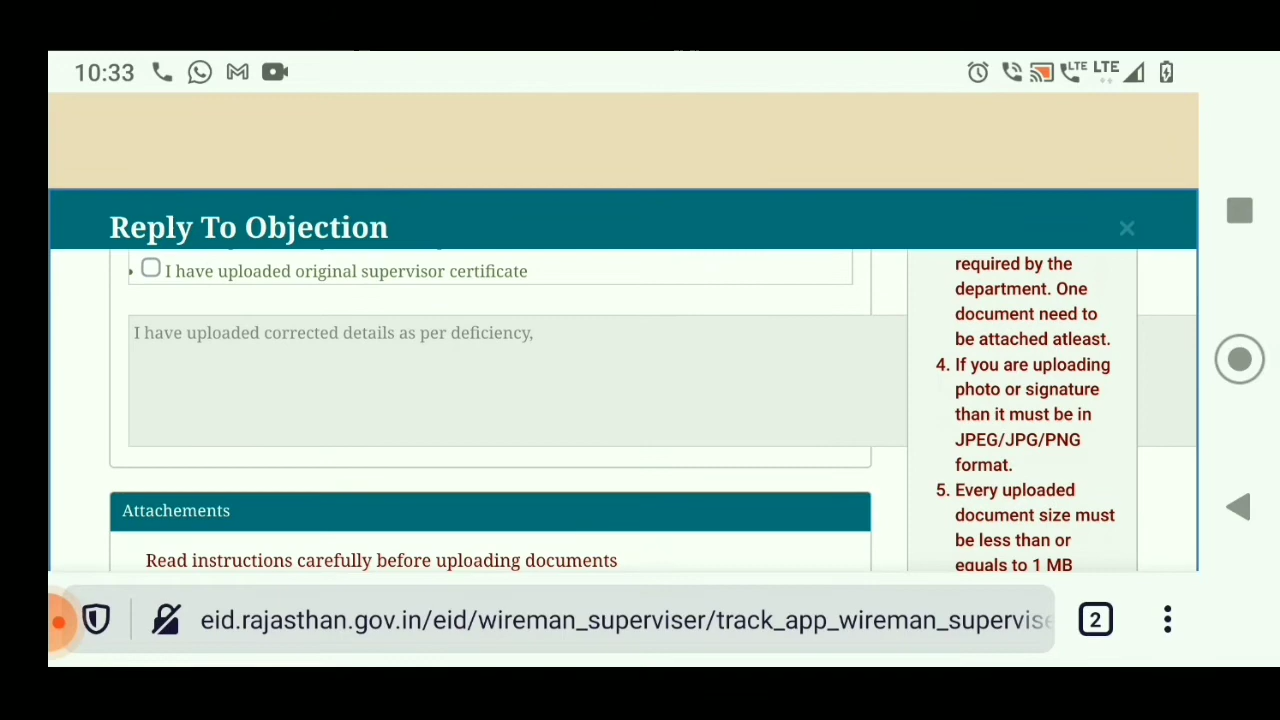 10:33
LTE LTE
Reply To Objection
I have uploaded original supervisor certificate
I have uploaded corrected details as per deficiency,
Attachements
Read instructions carefully before uploading documents
required by the
department. One
document need to
be attached atleast.
4. If you are uploading
photo or signature
than it must be in
JPEG/JPG/PNG
format.
5. Every uploaded
document size must
be less than or
equals to 1 MB
eid.rajasthan.gov.in/eid/wireman_superviser/track_app_wireman_supervise
2